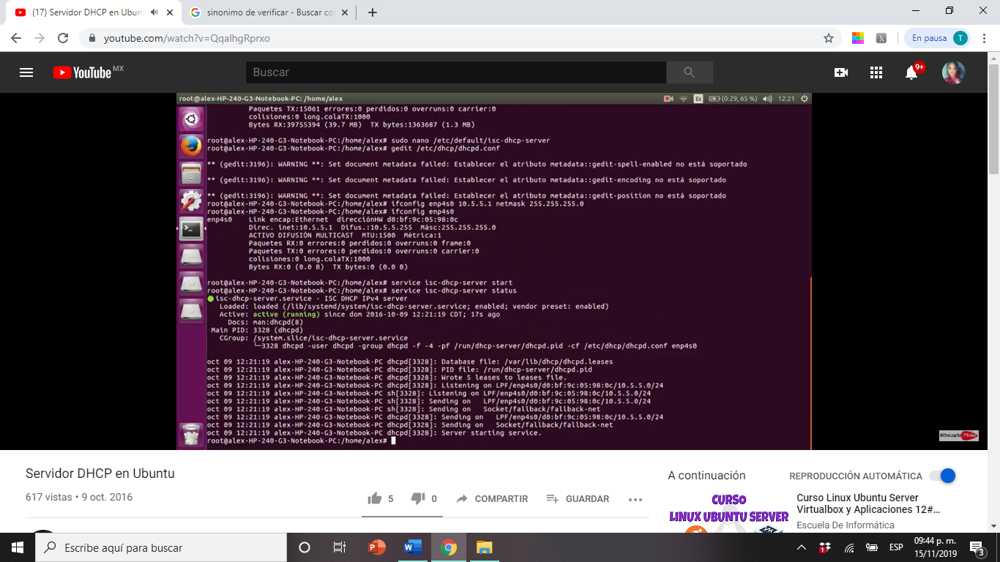 (17) Servidor DHCP en Ubunt
sinonimo de verificar - Buscar co
youtube.com/watch?v=QqaIhgRprxo
En pausa
T
YouTube MX
Buscar
9+
root@alex-HP-240-G3-Notebook-PC: /home/alex
Es
(0:29, 65 %)
12:21
Paquetes TX:15061 errores:0 perdidos:0 overruns:0 carrier:0
colisiones:0 long.colaTX:1000
Bytes RX:39755394 (39.7 MB)  TX bytes:1363687 (1.3 MB)
root@alex-HP-240-G3-Notebook-PC:/home/alex# sudo nano /etc/default/isc-dhcp-server
root@alex-HP-240-G3-Notebook-PC:/home/alex# gedit /etc/dhcp/dhcpd.conf
** (gedit:3196): WARNING **: Set document metadata failed: Establecer el atributo metadata::gedit-spell-enabled no está soportado
** (gedit:3196): WARNING **: Set document metadata failed: Establecer el atributo metadata::gedit-encoding no está soportado
** (gedit:3196): WARNING **: Set document metadata failed: Establecer el atributo metadata::gedit-position no está soportado
root@alex-HP-240-G3-Notebook-PC:/home/alex# ifconfig enp4s0 10.5.5.1 netmask 255.255.255.0
root@alex-HP-240-G3-Notebook-PC:/home/alex# ifconfig enp4s0
enp4s0    Link encap:Ethernet  direcciónHW d0:bf:9c:05:98:0c
Direc. inet:10.5.5.1  Difus.:10.5.5.255  Másc:255.255.255.0
ACTIVO DIFUSIÓN MULTICAST  MTU:1500  Métrica:1
Paquetes RX:0 errores:0 perdidos:0 overruns:0 frame:0
Paquetes TX:0 errores:0 perdidos:0 overruns:0 carrier:0
colisiones:0 long.colaTX:1000
Bytes RX:0 (0.0 B)  TX bytes:0 (0.0 B)
root@alex-HP-240-G3-Notebook-PC:/home/alex# service isc-dhcp-server start
root@alex-HP-240-G3-Notebook-PC:/home/alex# service isc-dhcp-server status
● isc-dhcp-server.service - ISC DHCP IPv4 server
Loaded: loaded (/lib/systemd/system/isc-dhcp-server.service; enabled; vendor preset: enabled)
Active: active (running) since dom 2016-10-09 12:21:19 CDT; 17s ago
Docs: man:dhcpd(8)
Main PID: 3328 (dhcpd)
CGroup: /system.slice/isc-dhcp-server.service
└─3328 dhcpd -user dhcpd -group dhcpd -f -4 -pf /run/dhcp-server/dhcpd.pid -cf /etc/dhcp/dhcpd.conf enp4s0
oct 09 12:21:19 alex-HP-240-G3-Notebook-PC dhcpd[3328]: Database file: /var/lib/dhcp/dhcpd.leases
oct 09 12:21:19 alex-HP-240-G3-Notebook-PC dhcpd[3328]: PID file: /run/dhcp-server/dhcpd.pid
oct 09 12:21:19 alex-HP-240-G3-Notebook-PC dhcpd[3328]: Wrote 5 leases to leases file.
oct 09 12:21:19 alex-HP-240-G3-Notebook-PC dhcpd[3328]: Listening on LPF/enp4s0/d0:bf:9c:05:98:0c/10.5.5.0/24
oct 09 12:21:19 alex-HP-240-G3-Notebook-PC sh[3328]: Listening on LPF/enp4s0/d0:bf:9c:05:98:0c/10.5.5.0/24
oct 09 12:21:19 alex-HP-240-G3-Notebook-PC sh[3328]: Sending on   LPF/enp4s0/d0:bf:9c:05:98:0c/10.5.5.0/24
oct 09 12:21:19 alex-HP-240-G3-Notebook-PC sh[3328]: Sending on   Socket/fallback/fallback-net
oct 09 12:21:19 alex-HP-240-G3-Notebook-PC dhcpd[3328]: Sending on   LPF/enp4s0/d0:bf:9c:05:98:0c/10.5.5.0/24
oct 09 12:21:19 alex-HP-240-G3-Notebook-PC dhcpd[3328]: Sending on   Socket/fallback/fallback-net
oct 09 12:21:19 alex-HP-240-G3-Notebook-PC dhcpd[3328]: Server starting service.
root@alex-HP-240-G3-Notebook-PC:/home/alex#
Al3xLop3z YTube
Servidor DHCP en Ubuntu
617 vistas • 9 oct. 2016
5
0
COMPARTIR
GUARDAR
A continuación
REPRODUCCIÓN AUTOMÁTICA
CURSO
LINUX UBUNTU SERVER
Curso Linux Ubuntu Server
Virtualbox y Aplicaciones 12#...
Escuela De Informática
Escribe aquí para buscar
ESP
09:44 p. m.
15/11/2019
3